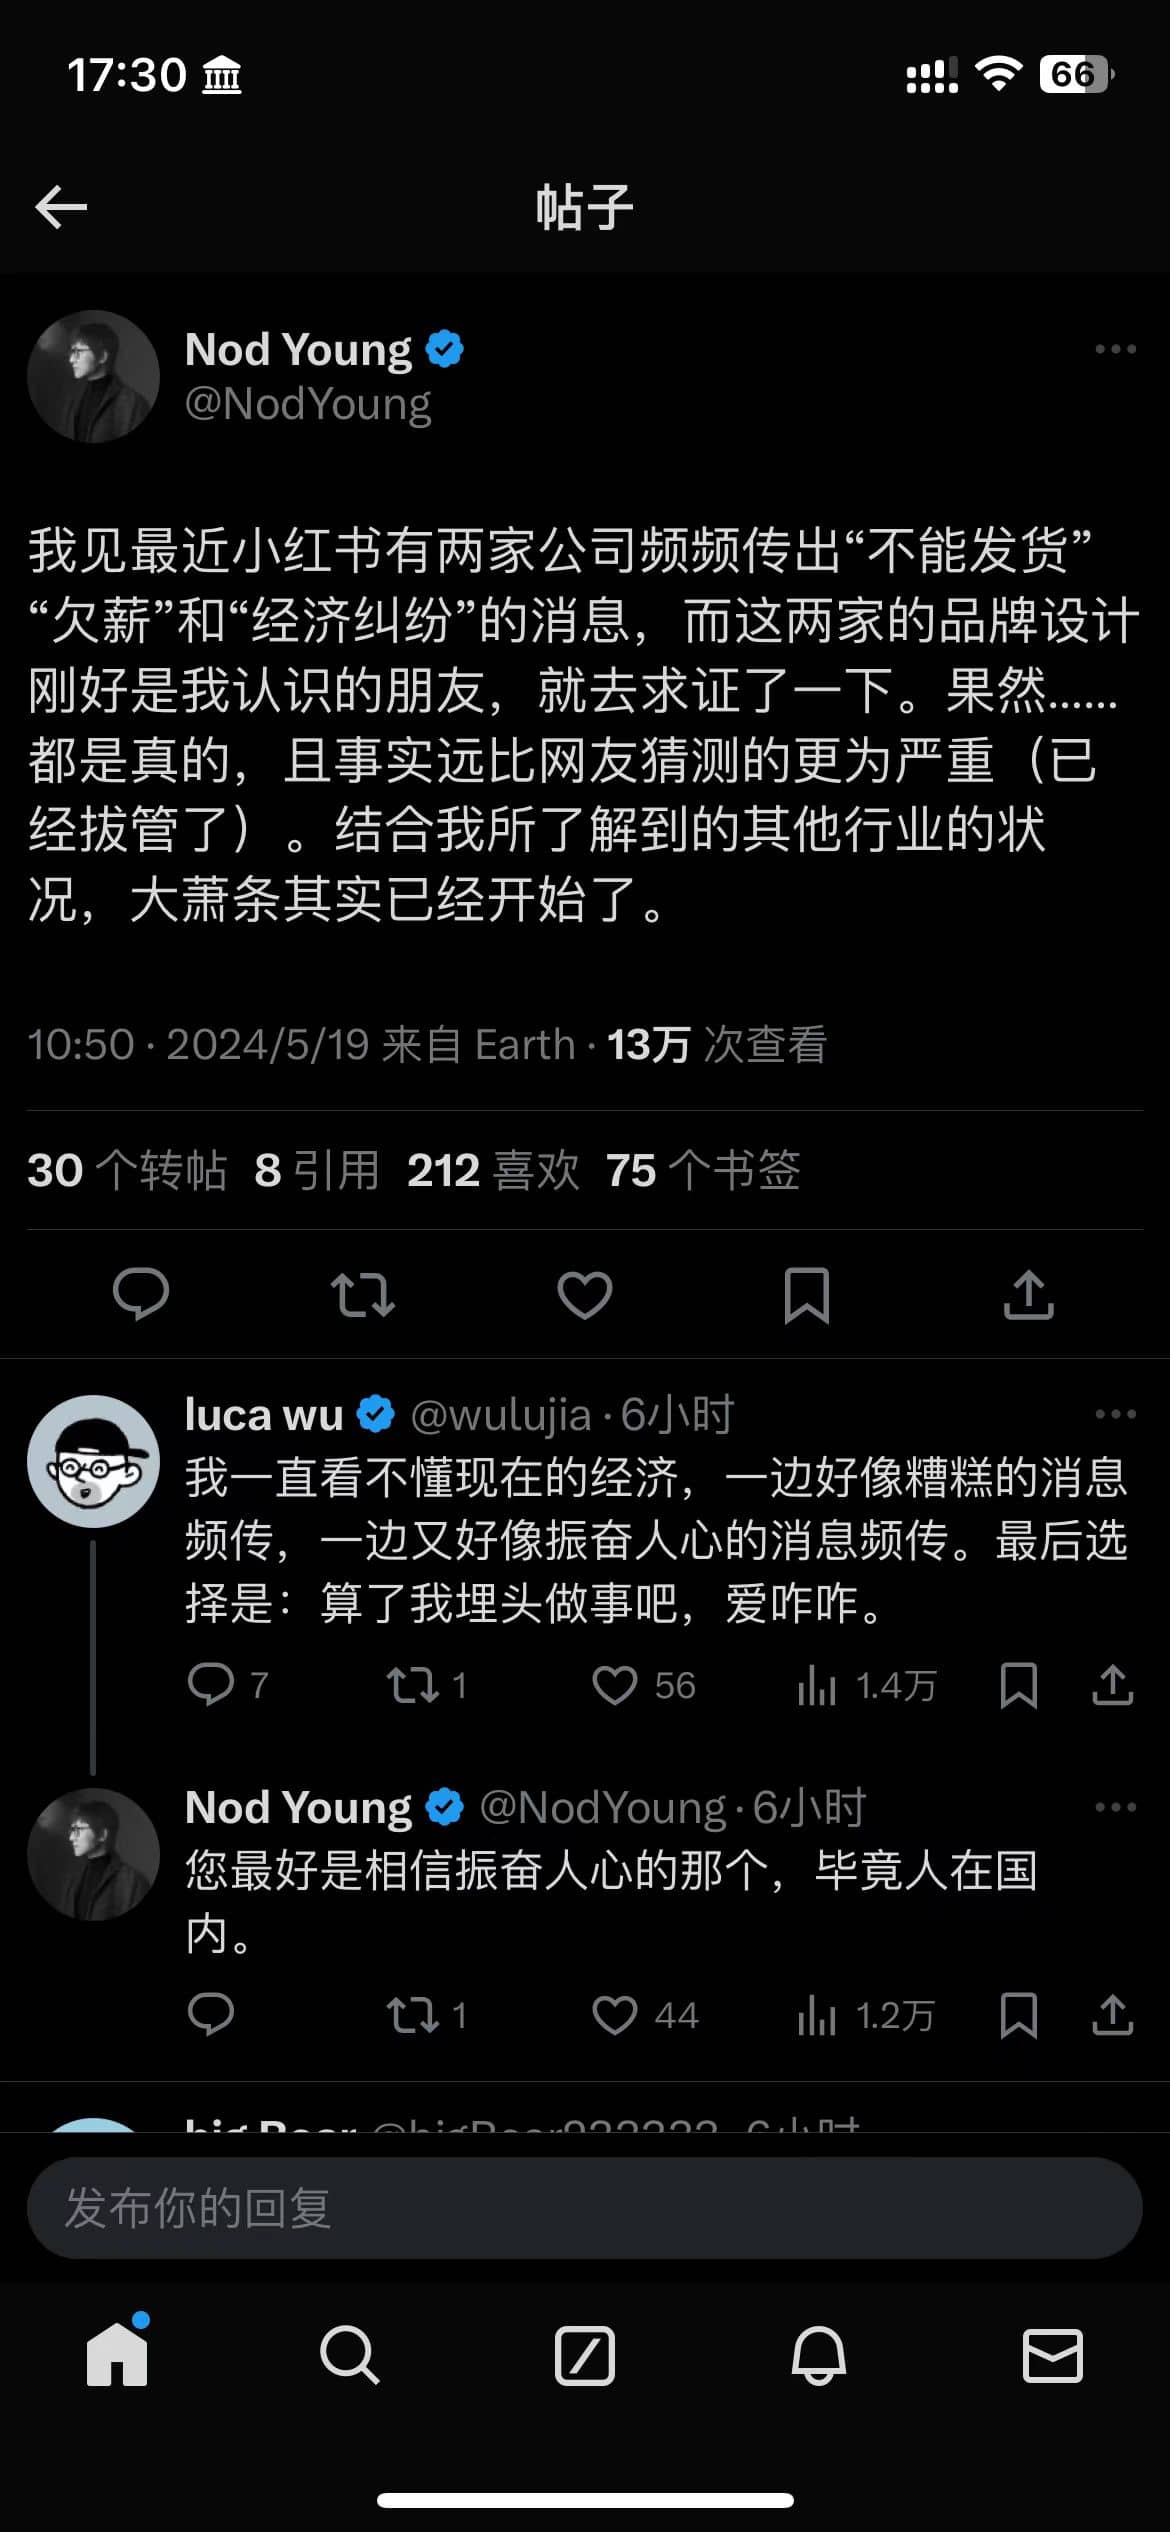 17:30
66
帖子
Nod Young
@NodYoung
我见最近小红书有两家公司频频传出“不能发货”
“欠薪”和“经济纠纷”的消息，而这两家的品牌设计
刚好是我认识的朋友，就去求证了一下。果然……
都是真的，且事实远比网友猜测的更为严重（已
经拔管了）。结合我所了解到的其他行业的状
况，大萧条其实已经开始了。
10:50 · 2024/5/19 来自 Earth · 13万 次查看
30 个转帖 8 引用 212 喜欢 75 个书签
luca wu @wulujia · 6小时
我一直看不懂现在的经济，一边好像糟糕的消息
频传，一边又好像振奋人心的消息频传。最后选
择是：算了我埋头做事吧，爱咋咋。
7 1 56 1.4万
Nod Young @NodYoung · 6小时
您最好是相信振奋人心的那个，毕竟人在国
内。
1 44 1.2万
big Bear 6小时
发布你的回复